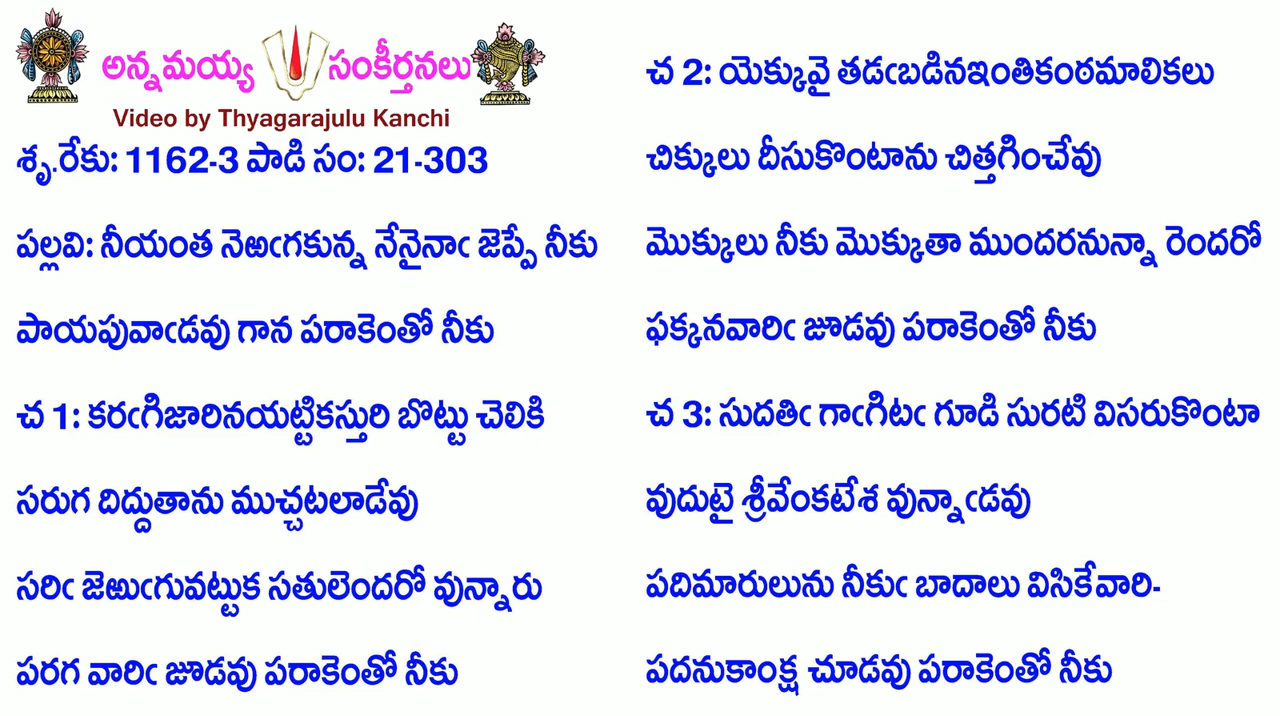 అన్నమయ్య సంకీర్తనలు
Video by Thyagarajulu Kanchi
శృ.రేకు: 1162-3 పాడి సం: 21-303
పల్లవి: నీయంత నెఱఁగకున్న నేనైనాఁ జెప్పే నీకు
పాయపువాఁడవు గాన పరాకెంతో నీకు
చ 1: కరఁగిజారినయట్టికస్తురి బొట్టు చెలికి
సరుగ దిద్దుతాను ముచ్చటలాడేవు
సరిఁ జెఱుఁగువట్టుక సతులెందరో వున్నారు
పరగ వారిఁ జూడవు పరాకెంతో నీకు
చ 2: యెక్కువై తడఁబడినఇంతికంఠమాలికలు
చిక్కులు దీసుకొంటాను చిత్తగించేవు
మొక్కులు నీకు మొక్కుతా ముందరనున్నా రెందరో
ఫక్కనవారిఁ జూడవు పరాకెంతో నీకు
చ 3: సుదతిఁ గాఁగిటఁ గూడి సురటి విసరుకొంటా
వుదుటై శ్రీవేంకటేశ వున్నాఁడవు
పదిమారులును నీకుఁ బాదాలు విసికేవారి-
పదనుకాంక్ష చూడవు పరాకెంతో నీకు